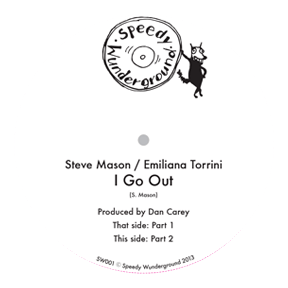 Speedy
Wunderground
Steve Mason / Emiliana Torrini
I Go Out
[S. Mason]
Produced by Dan Carey
That side: Part 1
This side: Part 2
SW001 Ⓟ © Speedy Wunderground 2013